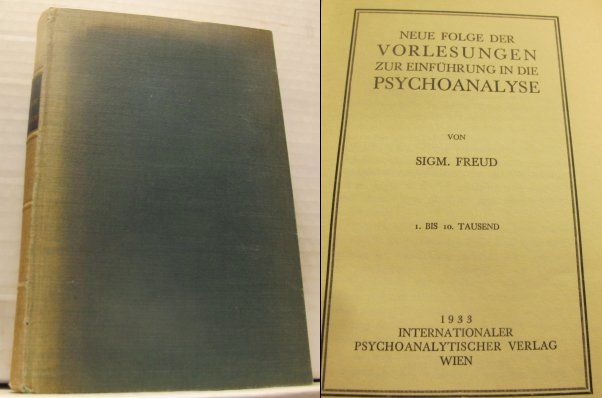 NEUE FOLGE DER
VORLESUNGEN
ZUR EINFÜHRUNG IN DIE
PSYCHOANALYSE
VON
SIGM. FREUD
1. BIS 10. TAUSEND
1933
INTERNATIONALER
PSYCHOANALYTISCHER VERLAG
WIEN